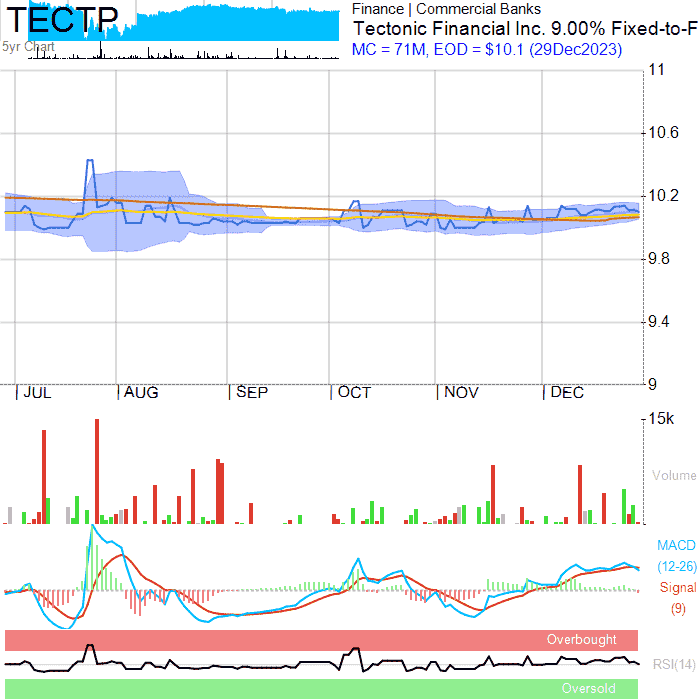 TECTP
5yr Chart
Finance | Commercial Banks
Tectonic Financial Inc. 9.00% Fixed-to-F
MC = 71M, EOD = $10.1 (29Dec2023)
11
10.6
10.2
9.8
9.4
9
JUL AUG SEP OCT NOV DEC
15k
Volume
MACD
(12-26)
Signal
(9)
Overbought
RSI(14)
Oversold